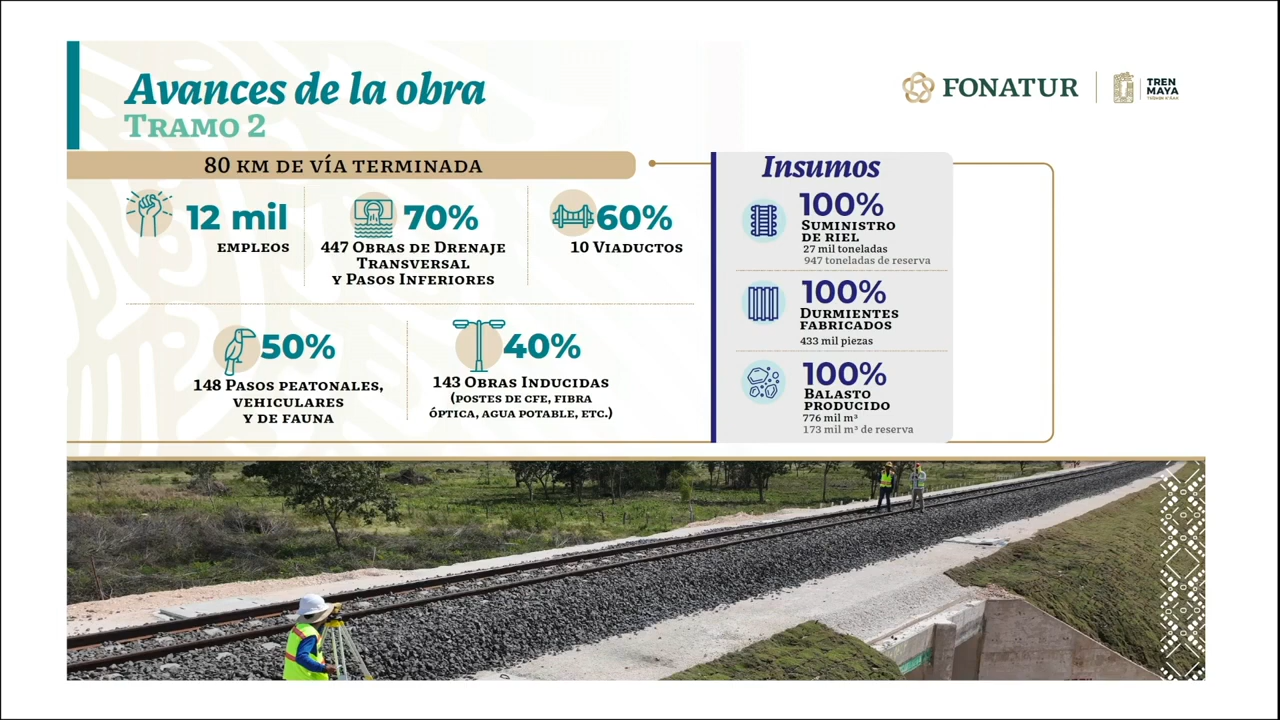 Avances de la obra
TRAMO 2
FONATUR
TREN
MAYA
80 KM DE VÍA TERMINADA
12 mil
EMPLEOS
70%
447 OBRAS DE DRENAJE
TRANSVERSAL
Y PASOS INFERIORES
60%
10 VIADUCTOS
50%
148 PASOS PEATONALES,
VEHICULARES
Y DE FAUNA
40%
143 OBRAS INDUCIDAS
(POSTES DE CFE, FIBRA
ÓPTICA, AGUA POTABLE, ETC.)
Insumos
100%
SUMINISTRO
DE RIEL
27 mil toneladas
947 toneladas de reserva
100%
DURMIENTES
FABRICADOS
433 mil piezas
100%
BALASTO
PRODUCIDO
776 mil m³
173 mil m³ de reserva